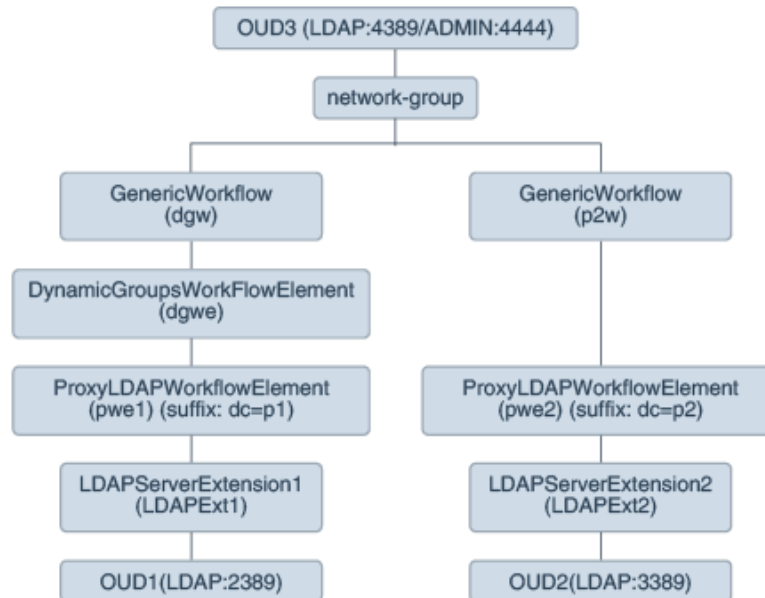 OUD3 (LDAP:4389/ADMIN:4444)
network-group
GenericWorkflow
(dgw)
GenericWorkflow
(p2w)
DynamicGroupsWorkFlowElement
(dgwe)
ProxyLDAPWorkflowElement
(pwe1) (suffix: dc=p1)
ProxyLDAPWorkflowElement
(pwe2) (suffix: dc=p2)
LDAPServerExtension1
(LDAPExt1)
LDAPServerExtension2
(LDAPExt2)
OUD1(LDAP:2389)
OUD2(LDAP:3389)